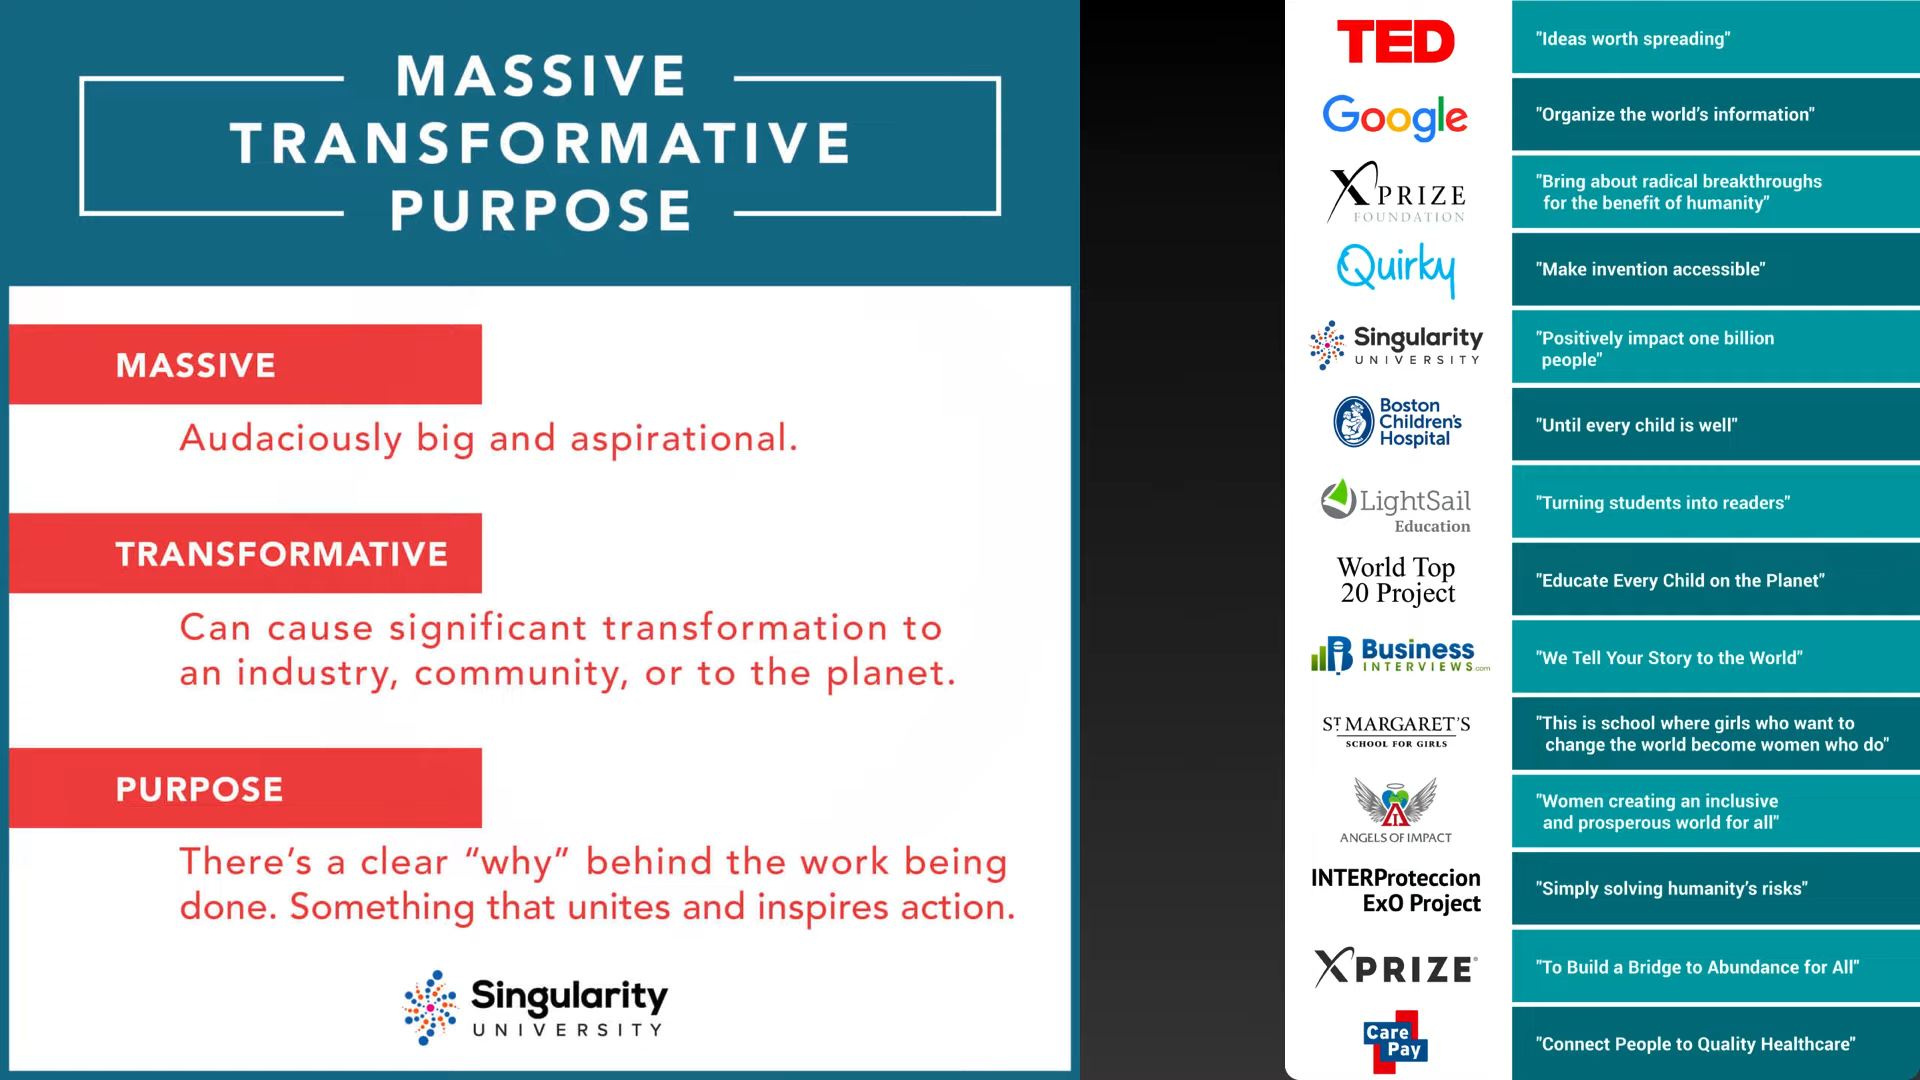 MASSIVE
TRANSFORMATIVE
PURPOSE
MASSIVE
Audaciously big and aspirational.
TRANSFORMATIVE
Can cause significant transformation to
an industry, community, or to the planet.
PURPOSE
There’s a clear “why” behind the work being
done. Something that unites and inspires action.
Singularity
UNIVERSITY
TED
"Ideas worth spreading"
Google
"Organize the world’s information"
XPRIZE
FOUNDATION
"Bring about radical breakthroughs
for the benefit of humanity"
Quirky
"Make invention accessible"
Singularity
UNIVERSITY
"Positively impact one billion
people"
Boston
Children’s
Hospital
"Until every child is well"
LightSail
Education
"Turning students into readers"
World Top
20 Project
"Educate Every Child on the Planet"
B Business
INTERVIEWS.com
"We Tell Your Story to the World"
ST MARGARET’S
SCHOOL FOR GIRLS
"This is school where girls who want to
change the world become women who do"
ANGELS OF IMPACT
"Women creating an inclusive
and prosperous world for all"
INTERProteccion
ExO Project
"Simply solving humanity’s risks"
XPRIZE
"To Build a Bridge to Abundance for All"
Care
Pay
"Connect People to Quality Healthcare"